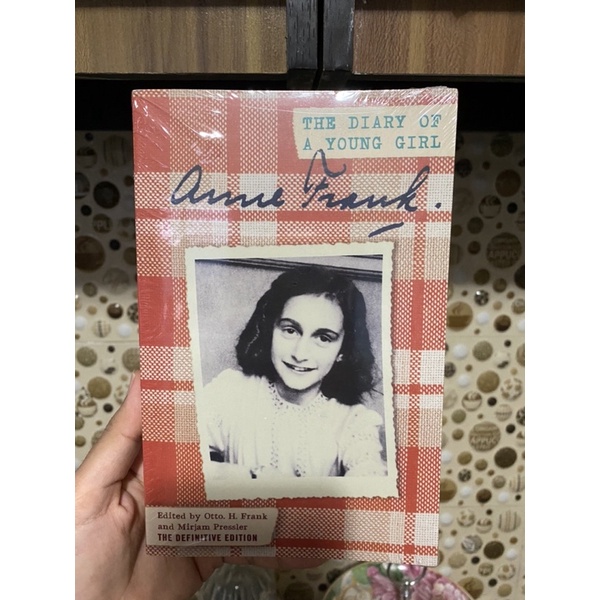 THE DIARY OF
A YOUNG GIRL
Anne Frank.
Edited by Otto. H. Frank
and Mirjam Pressler
THE DEFINITIVE EDITION